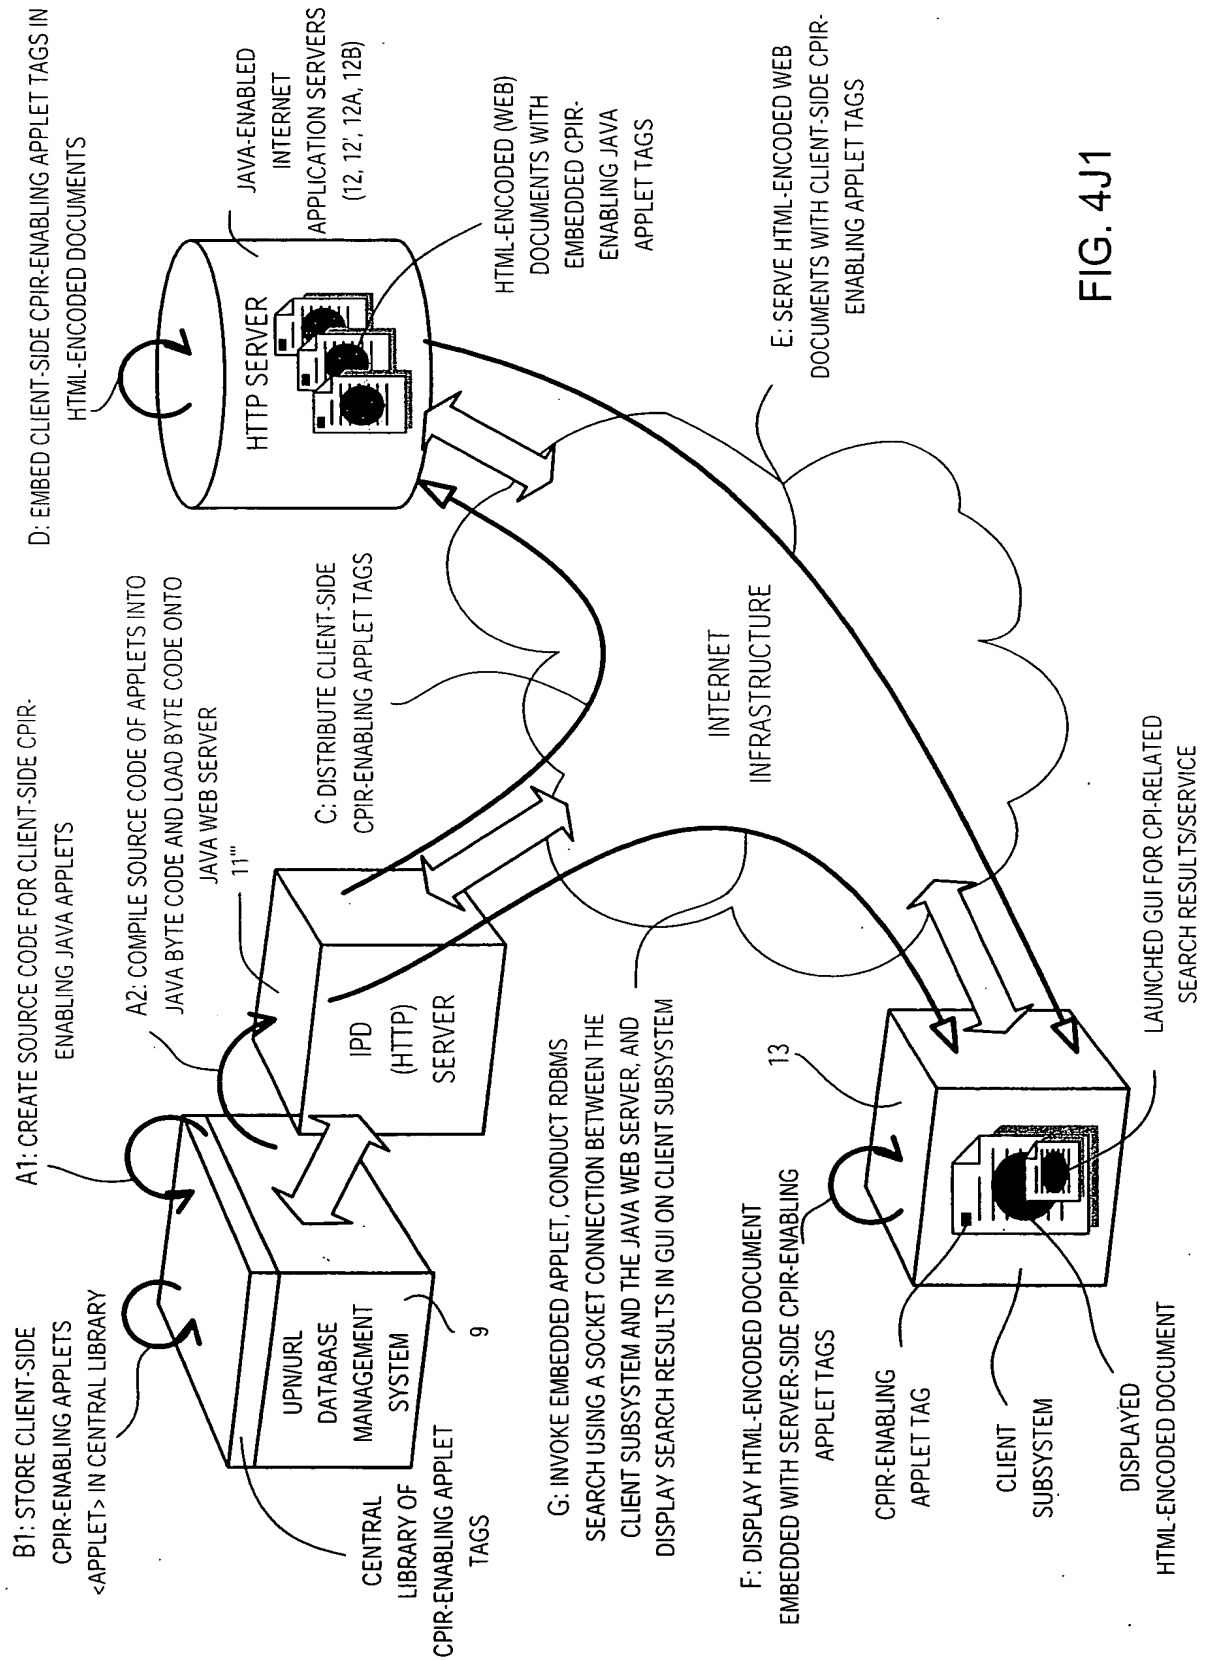 B1: STORE CLIENT-SIDE
CPIR-ENABLING APPLETS
<APPLET> IN CENTRAL LIBRARY
A1: CREATE SOURCE CODE FOR CLIENT-SIDE CPIR-
ENABLING JAVA APPLETS
A2: COMPILE SOURCE CODE OF APPLETS INTO
JAVA BYTE CODE AND LOAD BYTE CODE ONTO
JAVA WEB SERVER
11'''
D: EMBED CLIENT-SIDE CPIR-ENABLING APPLET TAGS IN
HTML-ENCODED DOCUMENTS
JAVA-ENABLED
INTERNET
APPLICATION SERVERS
(12, 12', 12A, 12B)
HTTP SERVER
HTML-ENCODED (WEB)
DOCUMENTS WITH
EMBEDDED CPIR-
ENABLING JAVA
APPLET TAGS
C: DISTRIBUTE CLIENT-SIDE
CPIR-ENABLING APPLET TAGS
UPN/URL
DATABASE
MANAGEMENT
SYSTEM
9
IPD
(HTTP)
SERVER
CENTRAL
LIBRARY OF
CPIR-ENABLING APPLET
TAGS
G: INVOKE EMBEDDED APPLET, CONDUCT RDBMS
SEARCH USING A SOCKET CONNECTION BETWEEN THE
CLIENT SUBSYSTEM AND THE JAVA WEB SERVER, AND
DISPLAY SEARCH RESULTS IN GUI ON CLIENT SUBSYSTEM
INTERNET
INFRASTRUCTURE
E: SERVE HTML-ENCODED WEB
DOCUMENTS WITH CLIENT-SIDE CPIR-
ENABLING APPLET TAGS
F: DISPLAY HTML-ENCODED DOCUMENT
EMBEDDED WITH SERVER-SIDE CPIR-ENABLING
APPLET TAGS
13
CPIR-ENABLING
APPLET TAG
CLIENT
SUBSYSTEM
DISPLAYED
HTML-ENCODED DOCUMENT
LAUNCHED GUI FOR CPI-RELATED
SEARCH RESULTS/SERVICE
FIG. 4J1